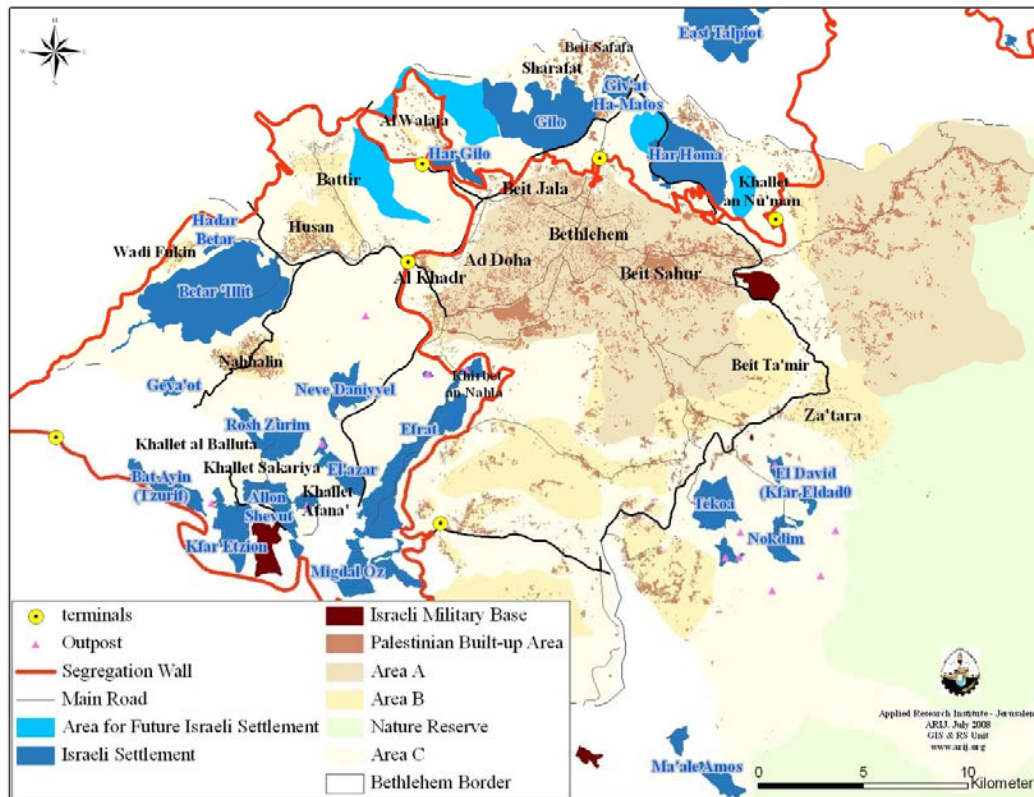 N
W
E
S
East Talpiot
Beit Safafa
Sharafat
Giv'at
Ha-Matos
Gilo
Al Walaja
Har Gilo
Har Homa
Battir
Beit Jala
Khallet
an Nu'man
Hadar
Betar
Husan
Bethlehem
Wadi Fukin
Ad Doha
Al Khadr
Beit Sahur
Betar 'Illit
Nahhalin
Beit Ta'mir
Geva'ot
Neve Daniyyel
Khirbet
an Nahla
Za'tara
Rosh Zurim
Efrat
Khallet al Balluta
Khallet Sakariya
El'azar
Bat Ayin
(Tzurif)
Allon
Shevut
Khallet
Afana'
El David
(Kfar Eldad0
Tekoa
Nokdim
Kfar Etzion
Migdal Oz
Ma'ale Amos
terminals
Outpost
Segregation Wall
Main Road
Area for Future Israeli Settlement
Israeli Settlement
Israeli Military Base
Palestinian Built-up Area
Area A
Area B
Nature Reserve
Area C
Bethlehem Border
Applied Research Institute - Jerusalem
ARIJ, July 2008
GIS & RS Unit
www.arij.org
0 5 10
Kilometer